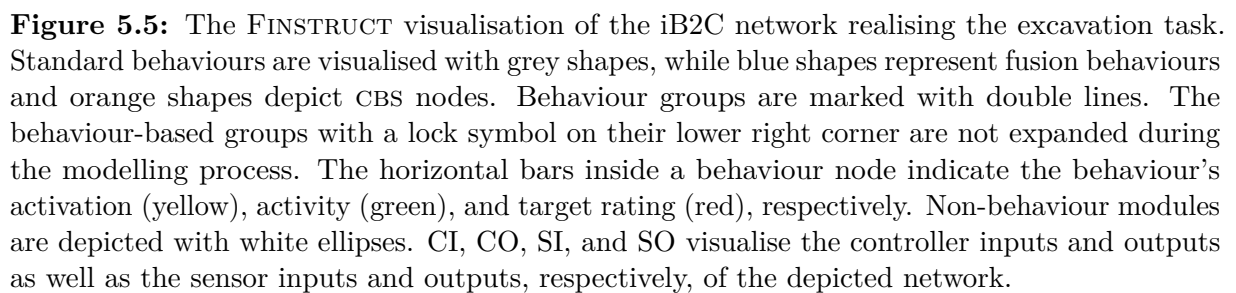 Figure 5.5: The FINSTRUCT visualisation of the iB2C network realising the excavation task.
Standard behaviours are visualised with grey shapes, while blue shapes represent fusion behaviours
and orange shapes depict CBS nodes. Behaviour groups are marked with double lines. The
behaviour-based groups with a lock symbol on their lower right corner are not expanded during
the modelling process. The horizontal bars inside a behaviour node indicate the behaviour's
activation (yellow), activity (green), and target rating (red), respectively. Non-behaviour modules
are depicted with white ellipses. CI, CO, SI, and SO visualise the controller inputs and outputs
as well as the sensor inputs and outputs, respectively, of the depicted network.